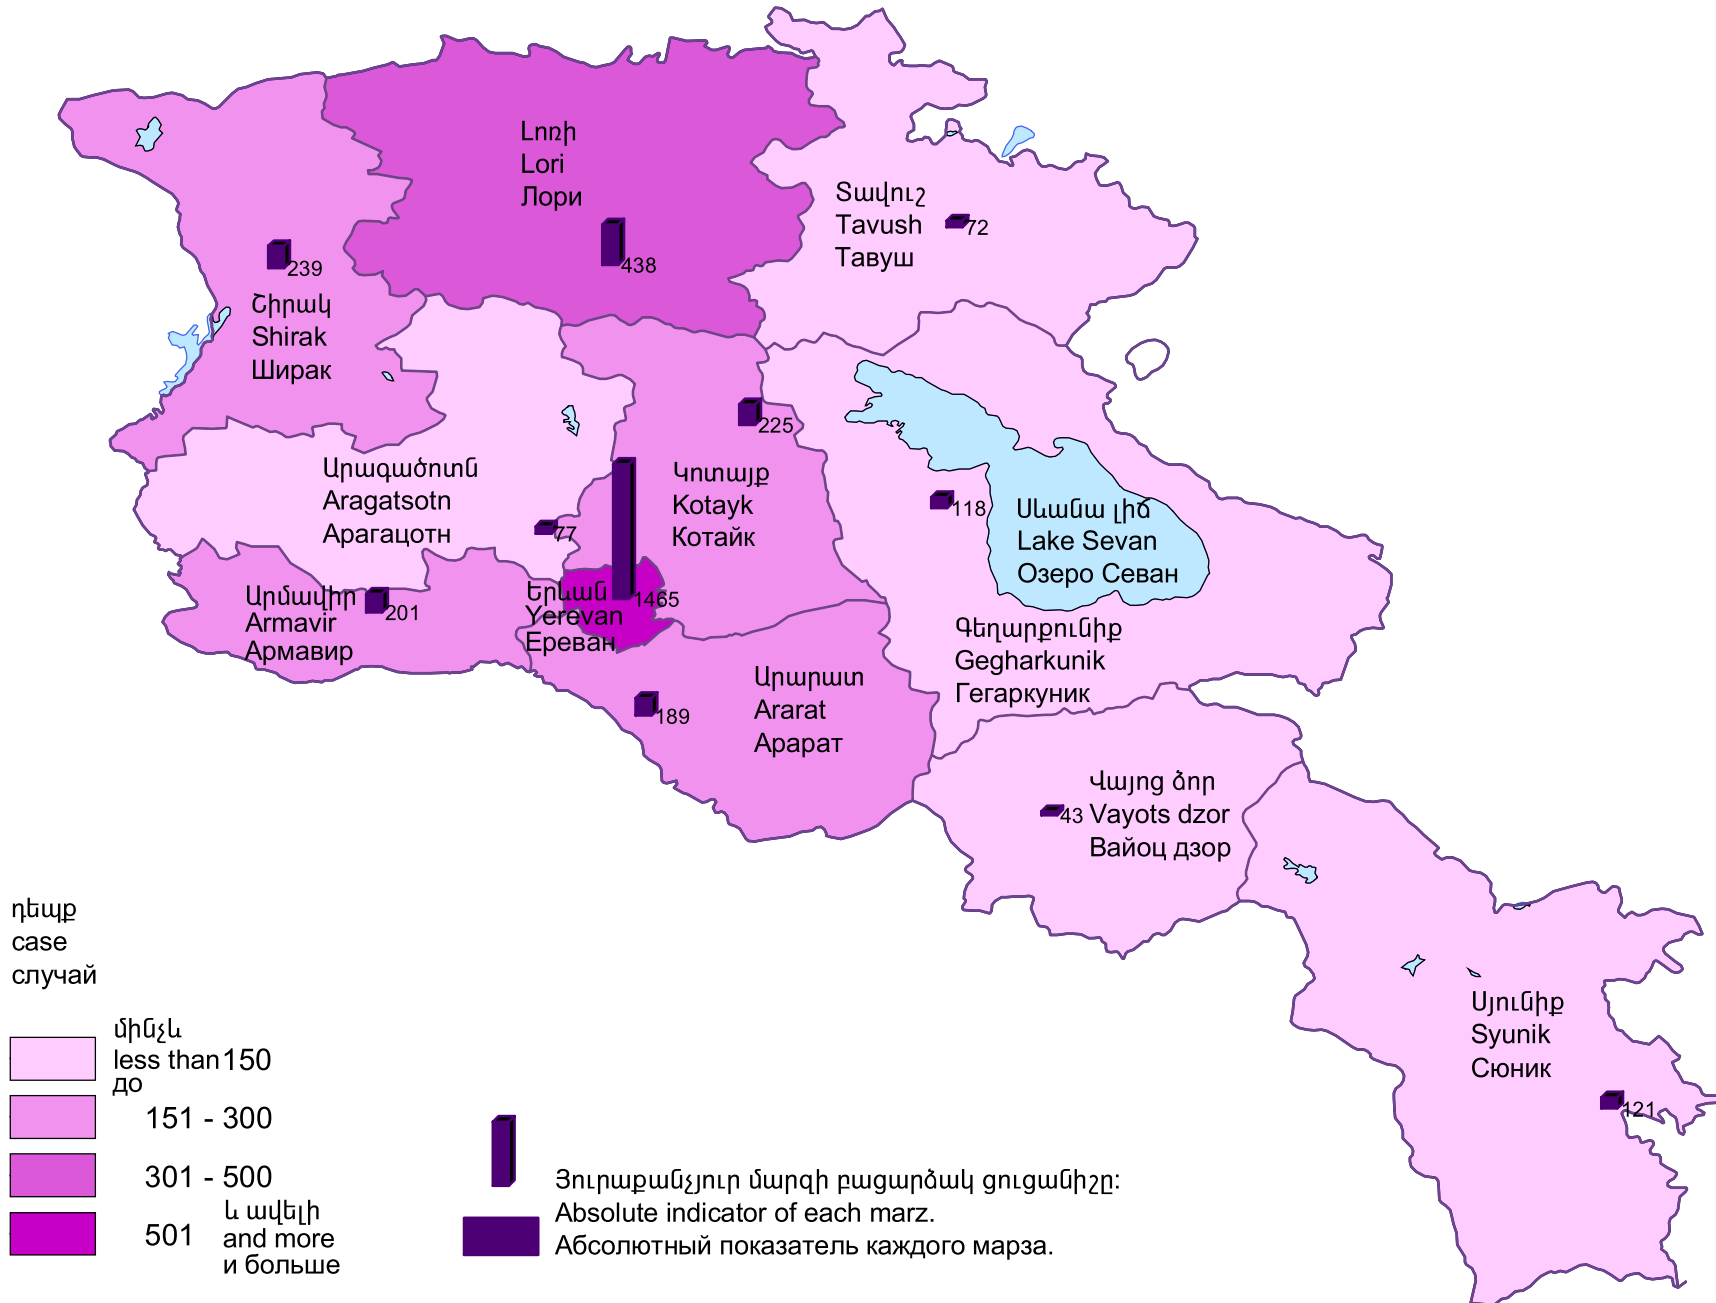 Լոռի
Lori
Лори
438
Տավուշ
Tavush
Тавуш
72
239
Շիրակ
Shirak
Ширак
225
Արագածոտն
Aragatsotn
Арагацотн
77
Կոտայք
Kotayk
Котайк
118
Սևանա լիճ
Lake Sevan
Озеро Севан
Արմավիր
Armavir
Армавир
201
Երևան
Yerevan
Ереван
1465
Գեղարքունիք
Gegharkunik
Гегаркуник
189
Արարատ
Ararat
Арарат
43
Վայոց ձոր
Vayots dzor
Вайоц дзор
Սյունիք
Syunik
Сюник
121
դեպք
case
случай
մինչև
less than 150
до
151 - 300
301 - 500
501
և ավելի
and more
и больше
Յուրաքանչյուր մարզի բացարձակ ցուցանիշը:
Absolute indicator of each marz.
Абсолютный показатель каждого марза.